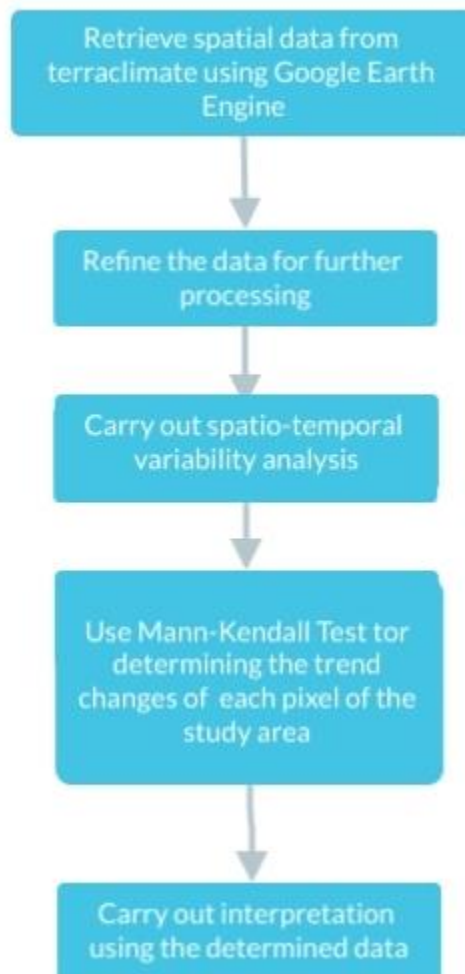 Retrieve spatial data from
terraclimate using Google Earth
Engine
Refine the data for further
processing
Carry out spatio-temporal
variability analysis
Use Mann-Kendall Test tor
determining the trend
changes of each pixel of the
study area
Carry out interpretation
using the determined data